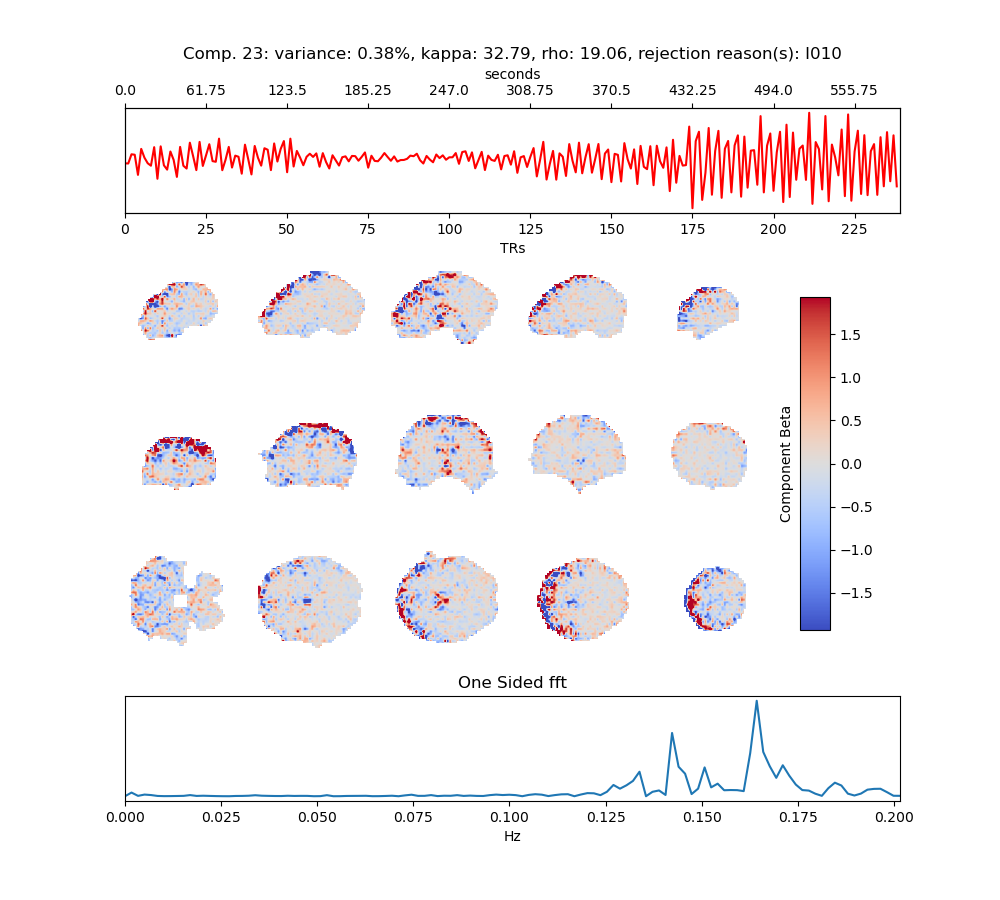 Comp. 23: variance: 0.38%, kappa: 32.79, rho: 19.06, rejection reason(s): I010
seconds
0.0 61.75 123.5 185.25 247.0 308.75 370.5 432.25 494.0 555.75
0 25 50 75 100 125 150 175 200 225
TRs
Component Beta
1.5
1.0
0.5
0.0
−0.5
−1.0
−1.5
One Sided fft
0.000 0.025 0.050 0.075 0.100 0.125 0.150 0.175 0.200
Hz